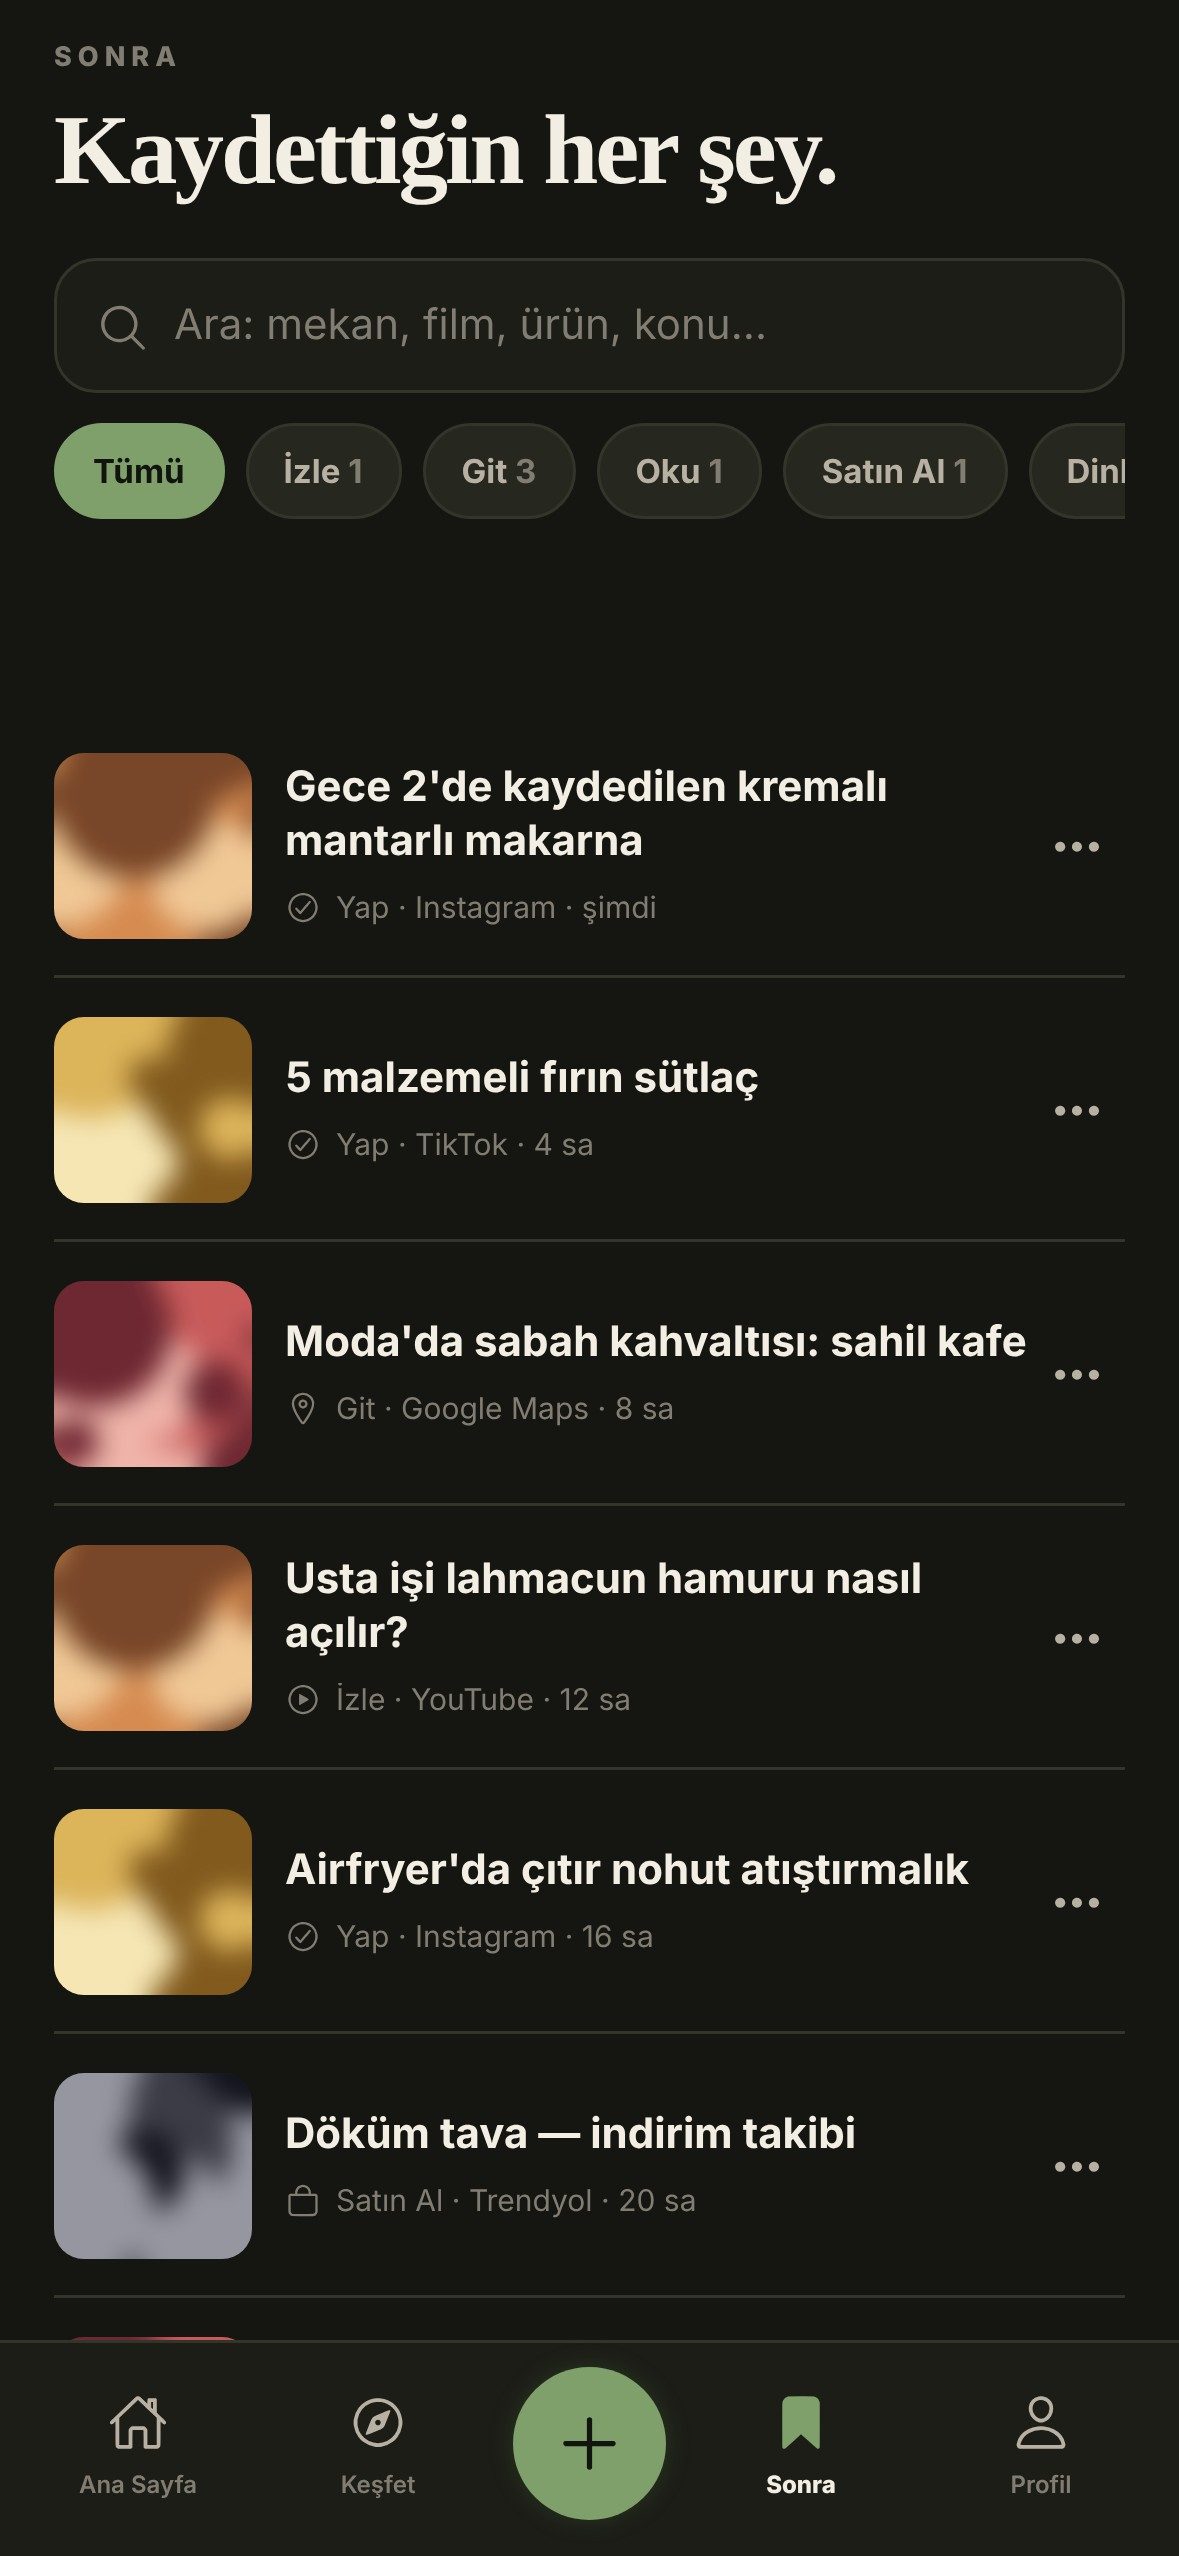 SONRA
Kaydettiğin her şey.
Ara: mekan, film, ürün, konu...
Tümü İzle 1 Git 3 Oku 1 Satın Al 1
Gece 2'de kaydedilen kremalı
mantarlı makarna
Yap · Instagram · şimdi
5 malzemeli fırın sütlaç
Yap · TikTok · 4 sa
Moda'da sabah kahvaltısı: sahil kafe
Git · Google Maps · 8 sa
Usta işi lahmacun hamuru nasıl
açılır?
İzle · YouTube · 12 sa
Airfryer'da çıtır nohut atıştırmalık
Yap · Instagram · 16 sa
Döküm tava — indirim takibi
Satın Al · Trendyol · 20 sa
Ana Sayfa Keşfet Sonra Profil